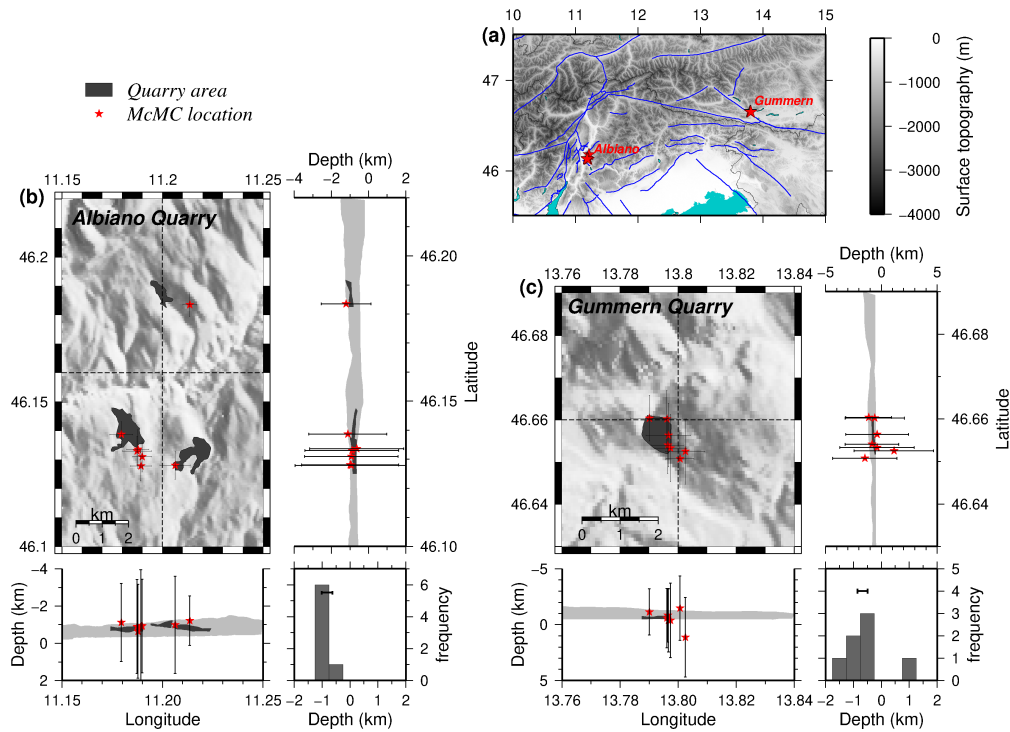 10 11 12 13 14 15
(a)
47
46
Gummern
Albiano
0
−1000
−2000
−3000
−4000
Surface topography (m)
Quarry area
McMC location
(b)
11.15 11.2 11.25
Albiano Quarry
46.2
46.15
46.1
km
0 1 2
Depth (km)
−4 −2 0 2
46.20
46.15
46.10
Latitude
−4
−2
0
2
Depth (km)
11.15 11.20 11.25
Longitude
6
5
4
3
2
1
0
frequency
−2 −1 0 1 2
Depth (km)
(c)
13.76 13.78 13.8 13.82 13.84
Gummern Quarry
46.68
46.66
46.64
km
0 1 2
Depth (km)
−5 0 5
46.68
46.66
46.64
Latitude
−5
0
5
Depth (km)
13.76 13.78 13.80 13.82 13.84
Longitude
5
4
3
2
1
0
frequency
−2 −1 0 1 2
Depth (km)